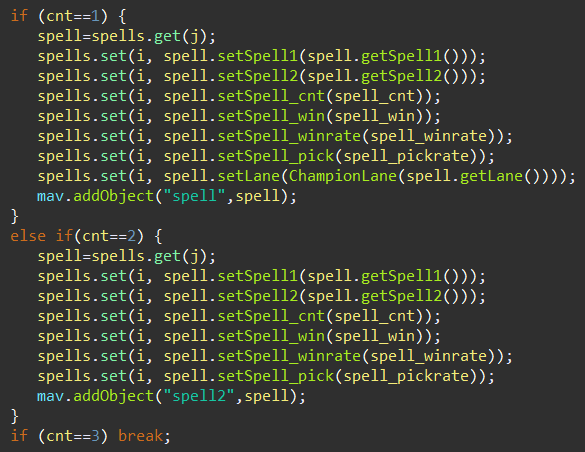 if (cnt==1) {
spell=spells.get(j);
spells.set(i, spell.setSpell1(spell.getSpell1()));
spells.set(i, spell.setSpell2(spell.getSpell2()));
spells.set(i, spell.setSpell_cnt(spell_cnt));
spells.set(i, spell.setSpell_win(spell_win));
spells.set(i, spell.setSpell_winrate(spell_winrate));
spells.set(i, spell.setSpell_pick(spell_pickrate));
spells.set(i, spell.setLane(ChampionLane(spell.getLane())));
mav.addObject("spell",spell);
}
else if(cnt==2) {
spell=spells.get(j);
spells.set(i, spell.setSpell1(spell.getSpell1()));
spells.set(i, spell.setSpell2(spell.getSpell2()));
spells.set(i, spell.setSpell_cnt(spell_cnt));
spells.set(i, spell.setSpell_win(spell_win));
spells.set(i, spell.setSpell_winrate(spell_winrate));
spells.set(i, spell.setSpell_pick(spell_pickrate));
mav.addObject("spell2",spell);
}
if (cnt==3) break;